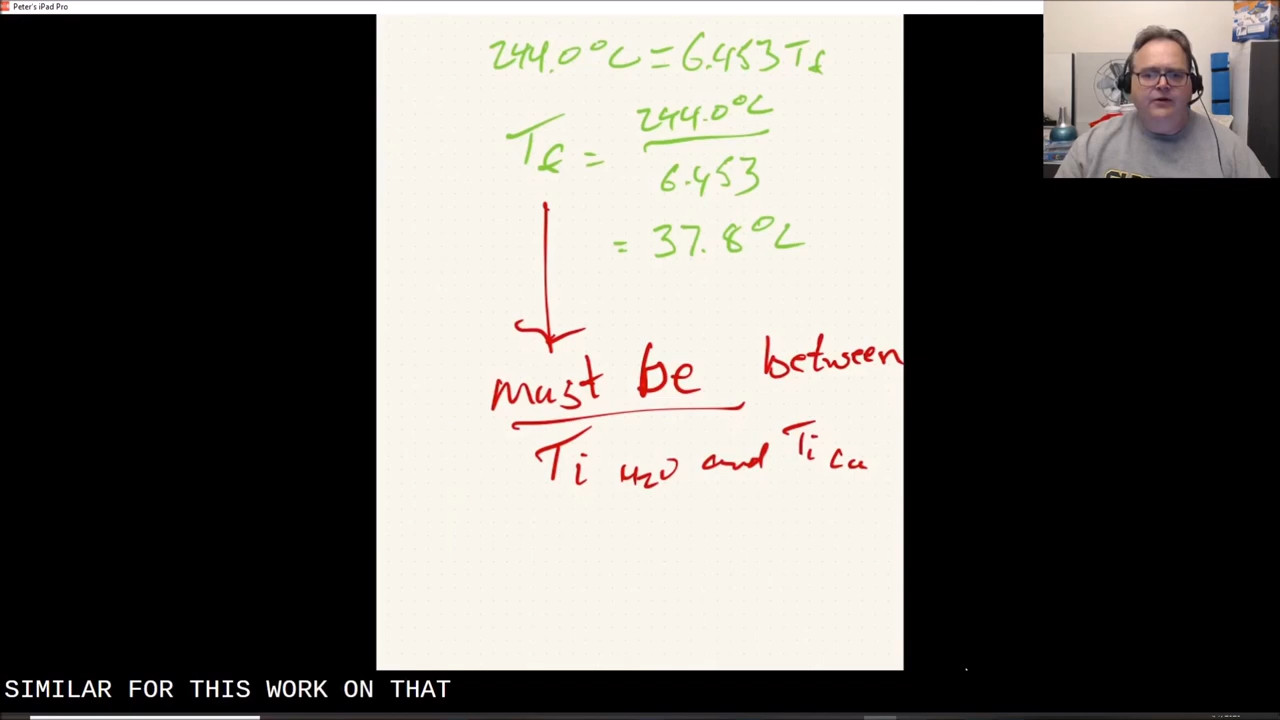 Peter's iPad Pro
244.0°C = 6.453 Tf
Tf = 244.0°C / 6.453
= 37.8°C
must be between
Ti H2O and Ti Cu
SIMILAR FOR THIS WORK ON THAT